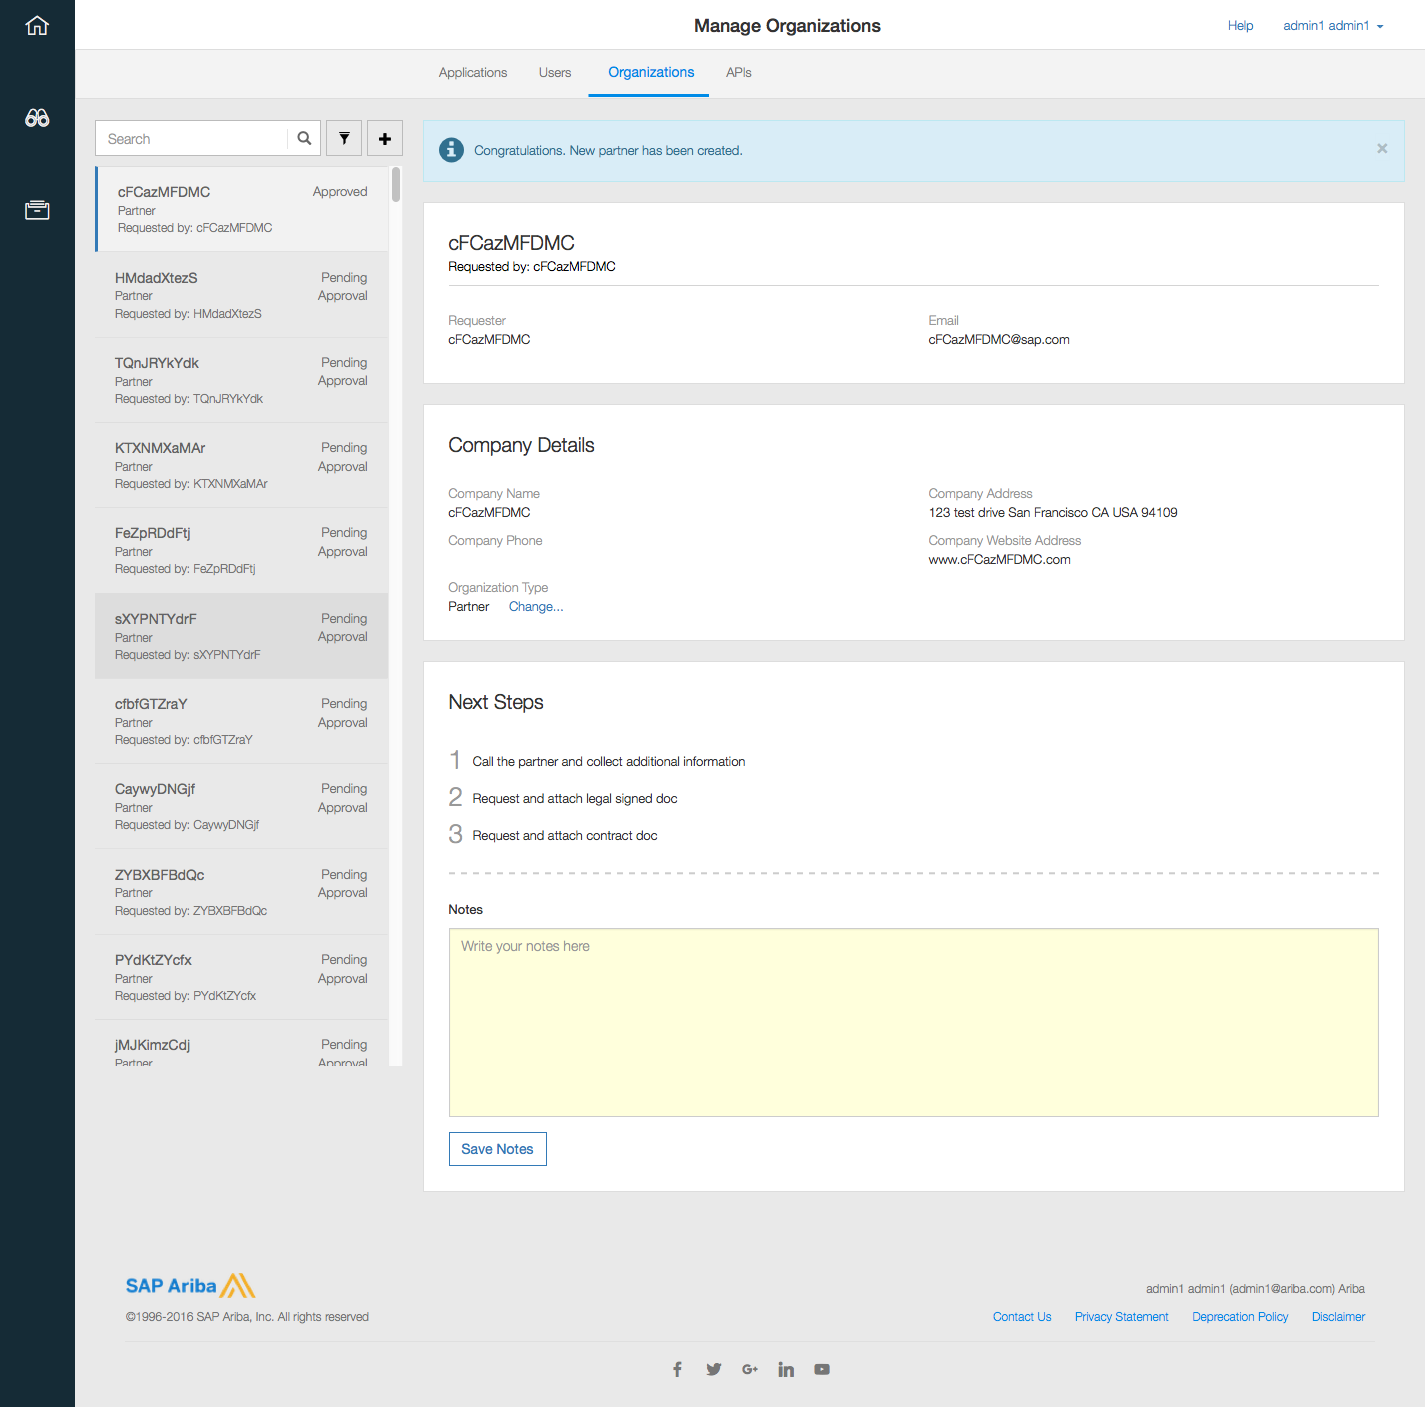 Manage Organizations
Help
admin1 admin1
Applications
Users
Organizations
APIs
Search
cFCazMFDMC
Approved
Partner
Requested by: cFCazMFDMC
HMdadXtezS
Pending
Partner
Approval
Requested by: HMdadXtezS
TQnJRYkYdk
Pending
Partner
Approval
Requested by: TQnJRYkYdk
KTXNMXaMAr
Pending
Partner
Approval
Requested by: KTXNMXaMAr
FeZpRDdFtj
Pending
Partner
Approval
Requested by: FeZpRDdFtj
sXYPNTYdrF
Pending
Partner
Approval
Requested by: sXYPNTYdrF
cfbfGTZraY
Pending
Partner
Approval
Requested by: cfbfGTZraY
CaywyDNGjf
Pending
Partner
Approval
Requested by: CaywyDNGjf
ZYBXBFBdQc
Pending
Partner
Approval
Requested by: ZYBXBFBdQc
PYdKtZYcfx
Pending
Partner
Approval
Requested by: PYdKtZYcfx
jMJKimzCdj
Pending
Partner
Approval
Congratulations. New partner has been created.
×
cFCazMFDMC
Requested by: cFCazMFDMC
Requester
cFCazMFDMC
Email
cFCazMFDMC@sap.com
Company Details
Company Name
cFCazMFDMC
Company Address
123 test drive San Francisco CA USA 94109
Company Phone
Company Website Address
www.cFCazMFDMC.com
Organization Type
Partner Change...
Next Steps
1 Call the partner and collect additional information
2 Request and attach legal signed doc
3 Request and attach contract doc
Notes
Write your notes here
Save Notes
SAP Ariba
©1996-2016 SAP Ariba, Inc. All rights reserved
admin1 admin1 (admin1@ariba.com) Ariba
Contact Us
Privacy Statement
Deprecation Policy
Disclaimer